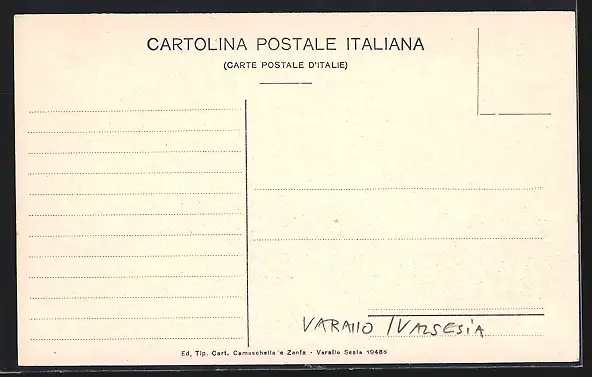 CARTOLINA POSTALE ITALIANA
(CARTE POSTALE D'ITALIE)
VARAllO /VALSESiA
Ed. Tip. Cart. Camaschella e Zanfa - Varallo Sesia 19485